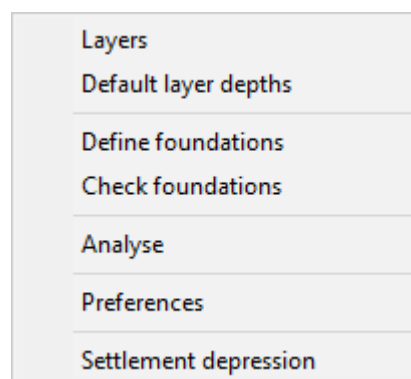 Layers
Default layer depths
Define foundations
Check foundations
Analyse
Preferences
Settlement depression